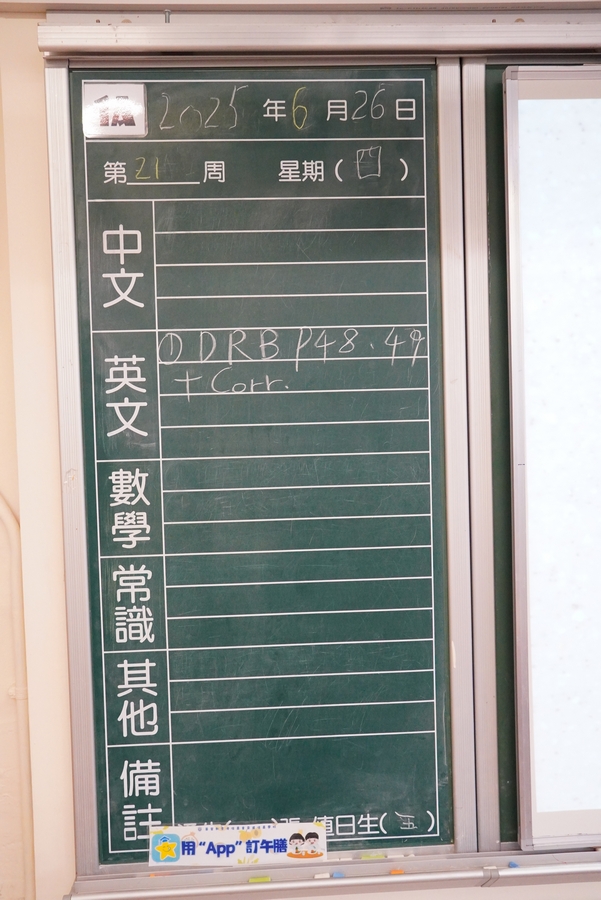 2025 年 6 月 26 日
第 21 周 星期 ( 四 )
中文
英文
① DRB P48、49
+ Corr.
數學
常識
其他
備註
值日生( 五 )
用 “App” 訂午膳